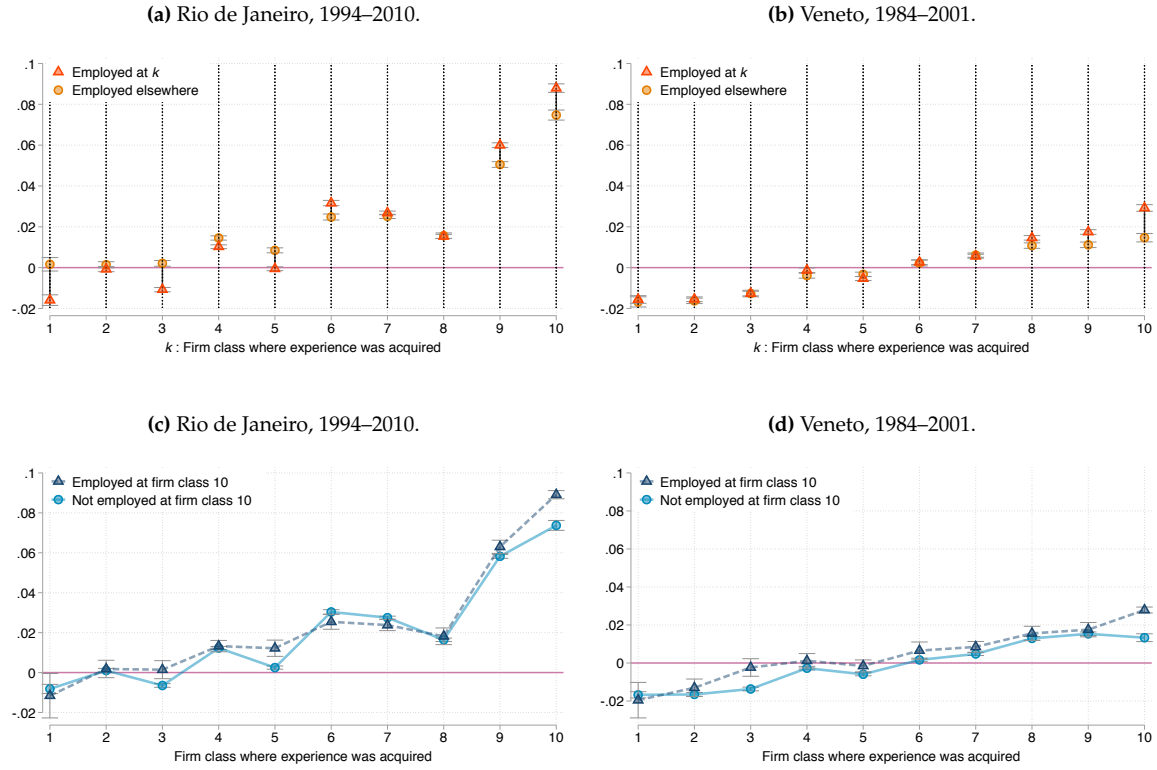 (a) Rio de Janeiro, 1994–2010.
.1
.08
.06
.04
.02
0
-.02
Employed at k
Employed elsewhere
1 2 3 4 5 6 7 8 9 10
k : Firm class where experience was acquired
(b) Veneto, 1984–2001.
.1
.08
.06
.04
.02
0
-.02
Employed at k
Employed elsewhere
1 2 3 4 5 6 7 8 9 10
k : Firm class where experience was acquired
(c) Rio de Janeiro, 1994–2010.
.1
.08
.06
.04
.02
0
-.02
Employed at firm class 10
Not employed at firm class 10
1 2 3 4 5 6 7 8 9 10
Firm class where experience was acquired
(d) Veneto, 1984–2001.
.1
.08
.06
.04
.02
0
-.02
Employed at firm class 10
Not employed at firm class 10
1 2 3 4 5 6 7 8 9 10
Firm class where experience was acquired